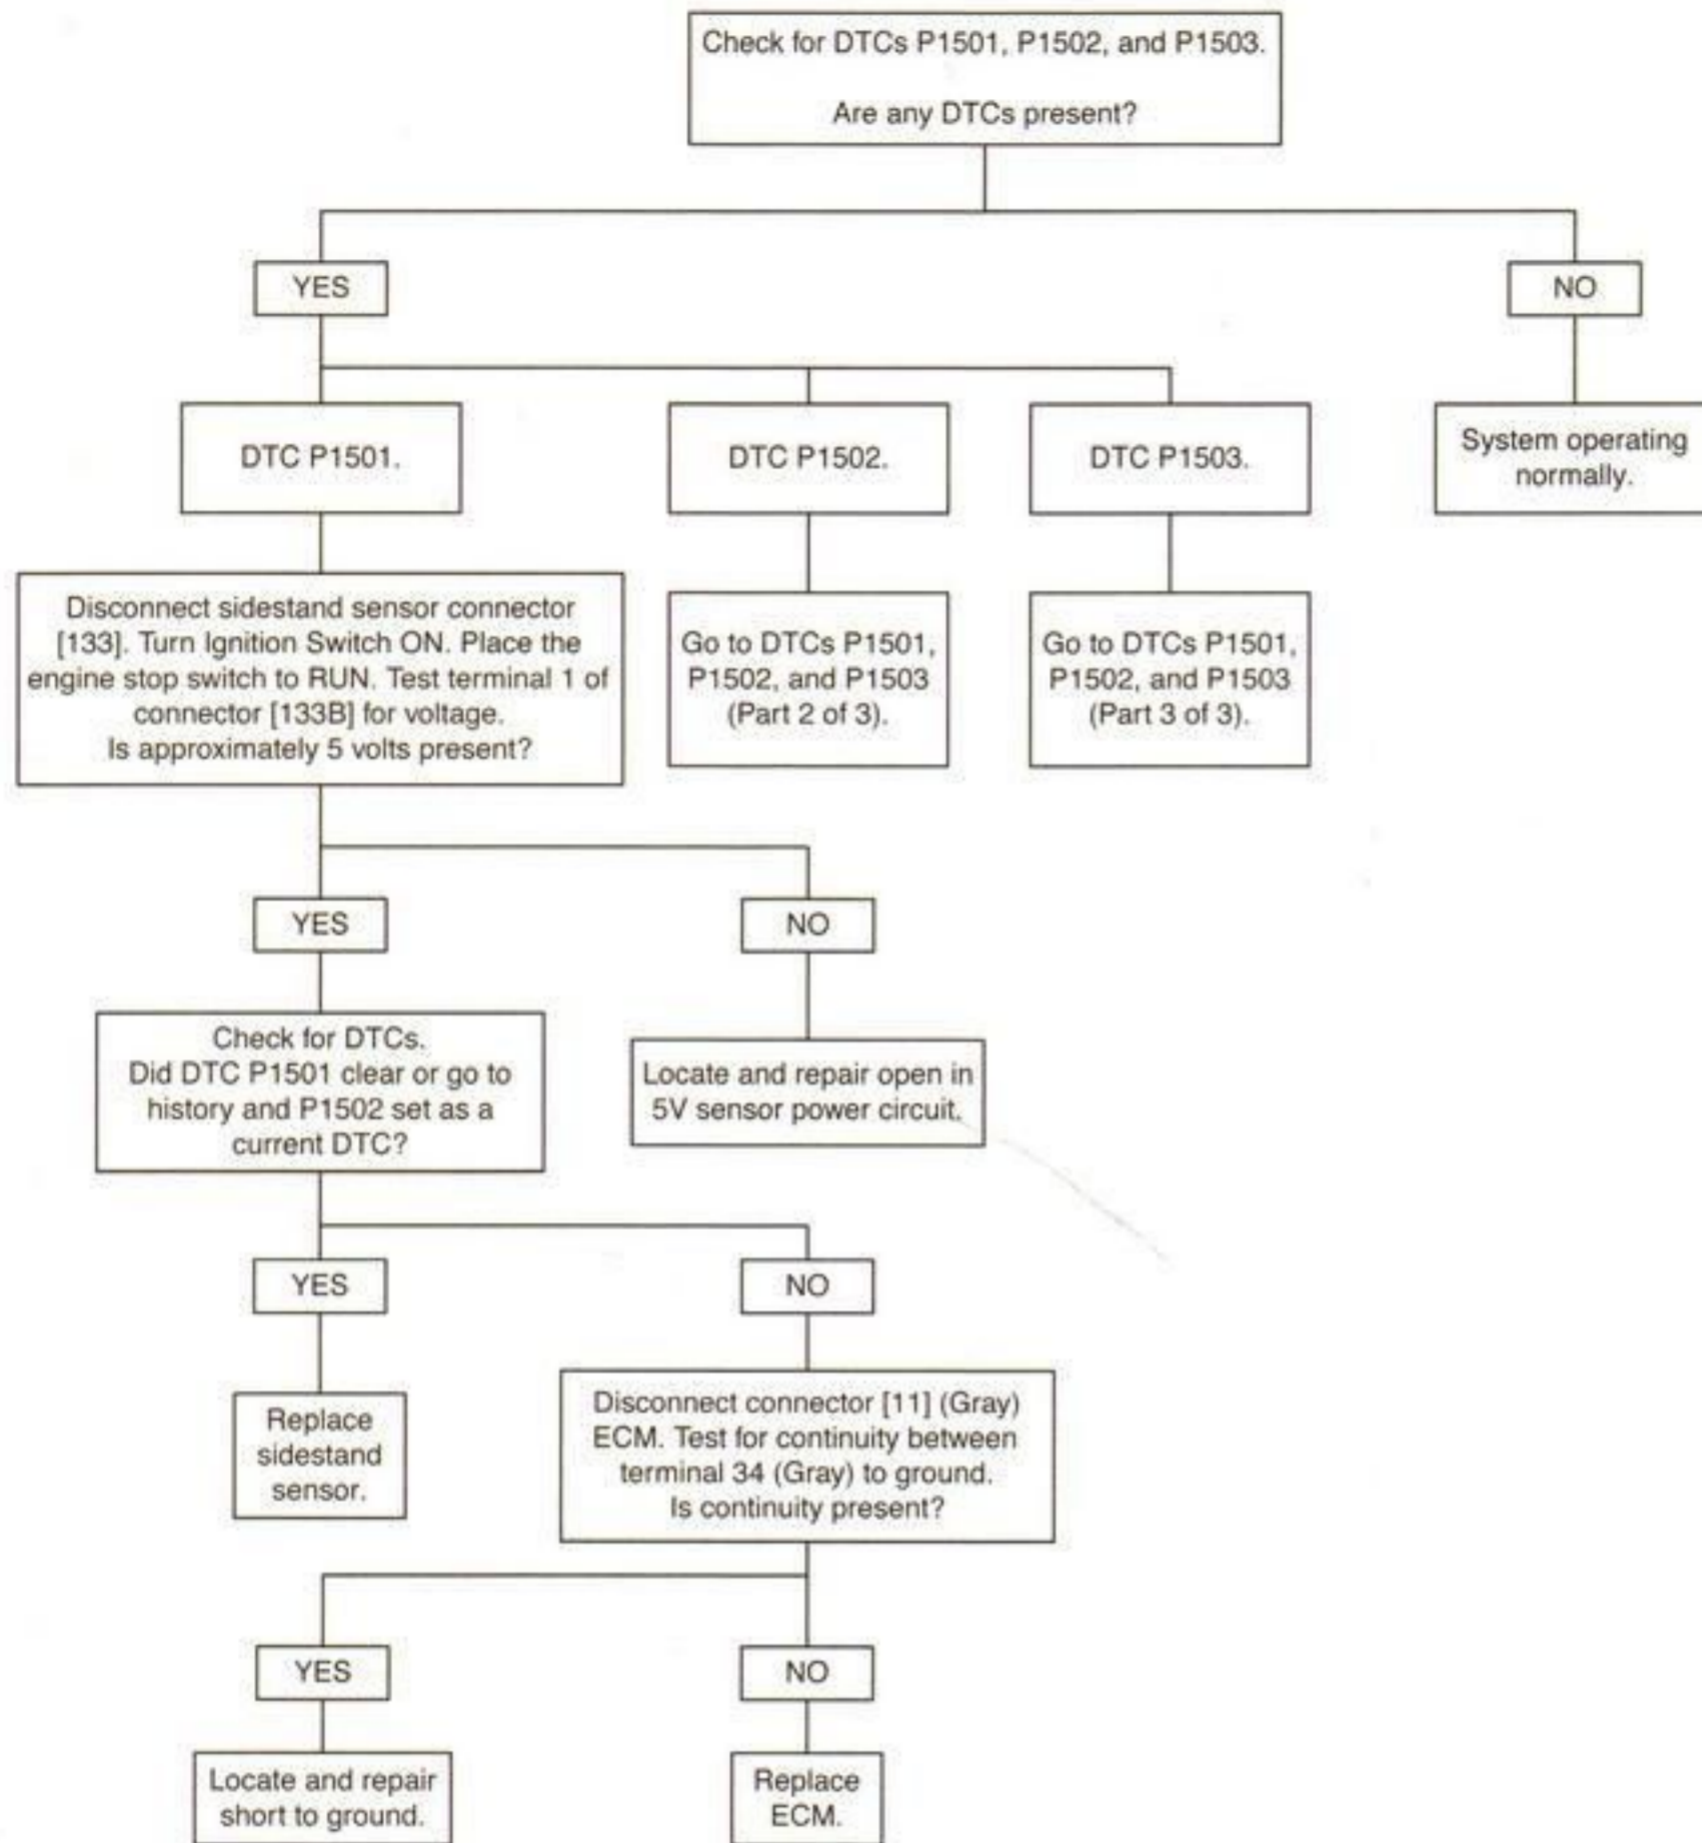 Check for DTCs P1501, P1502, and P1503.
Are any DTCs present?
YES
NO
DTC P1501.
DTC P1502.
DTC P1503.
System operating
normally.
Disconnect sidestand sensor connector
[133]. Turn Ignition Switch ON. Place the
engine stop switch to RUN. Test terminal 1 of
connector [133B] for voltage.
Is approximately 5 volts present?
Go to DTCs P1501,
P1502, and P1503
(Part 2 of 3).
Go to DTCs P1501,
P1502, and P1503
(Part 3 of 3).
YES
NO
Check for DTCs.
Did DTC P1501 clear or go to
history and P1502 set as a
current DTC?
Locate and repair open in
5V sensor power circuit.
YES
NO
Replace
sidestand
sensor.
Disconnect connector [11] (Gray)
ECM. Test for continuity between
terminal 34 (Gray) to ground.
Is continuity present?
YES
NO
Locate and repair
short to ground.
Replace
ECM.